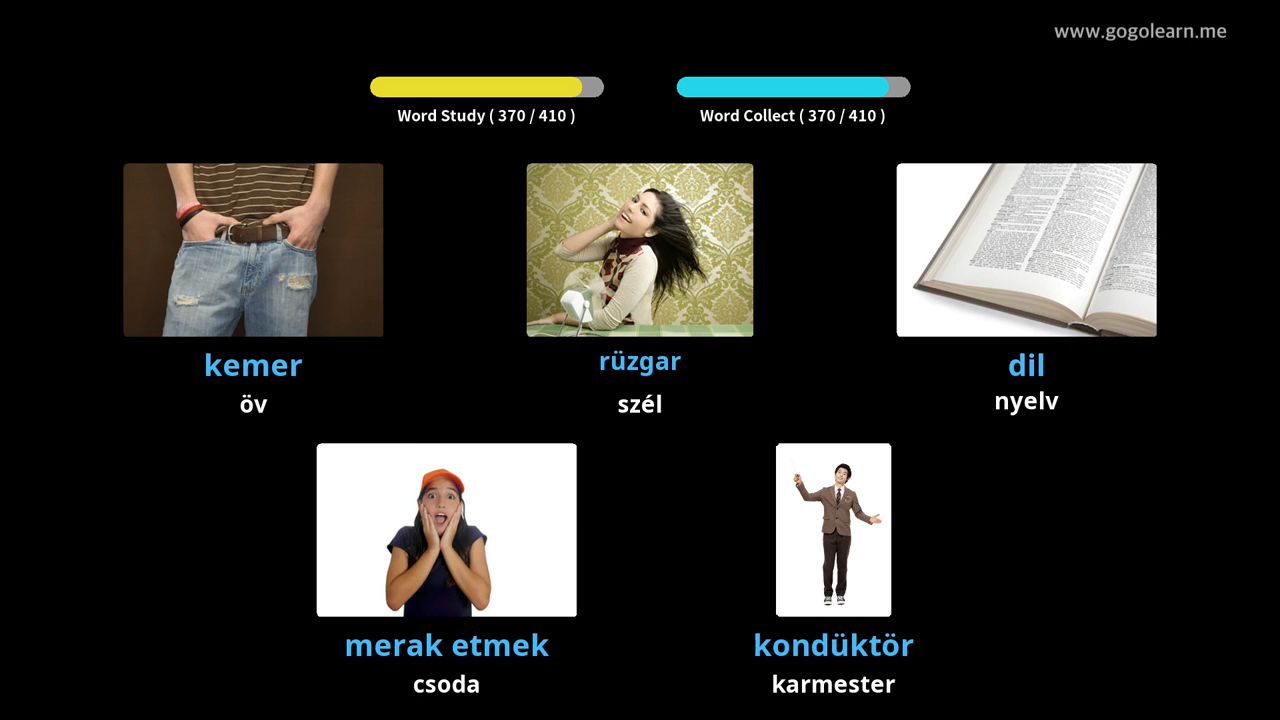 www.gogolearn.me
Word Study ( 370 / 410 )
Word Collect ( 370 / 410 )
kemer
öv
rüzgar
szél
dil
nyelv
merak etmek
csoda
kondüktör
karmester